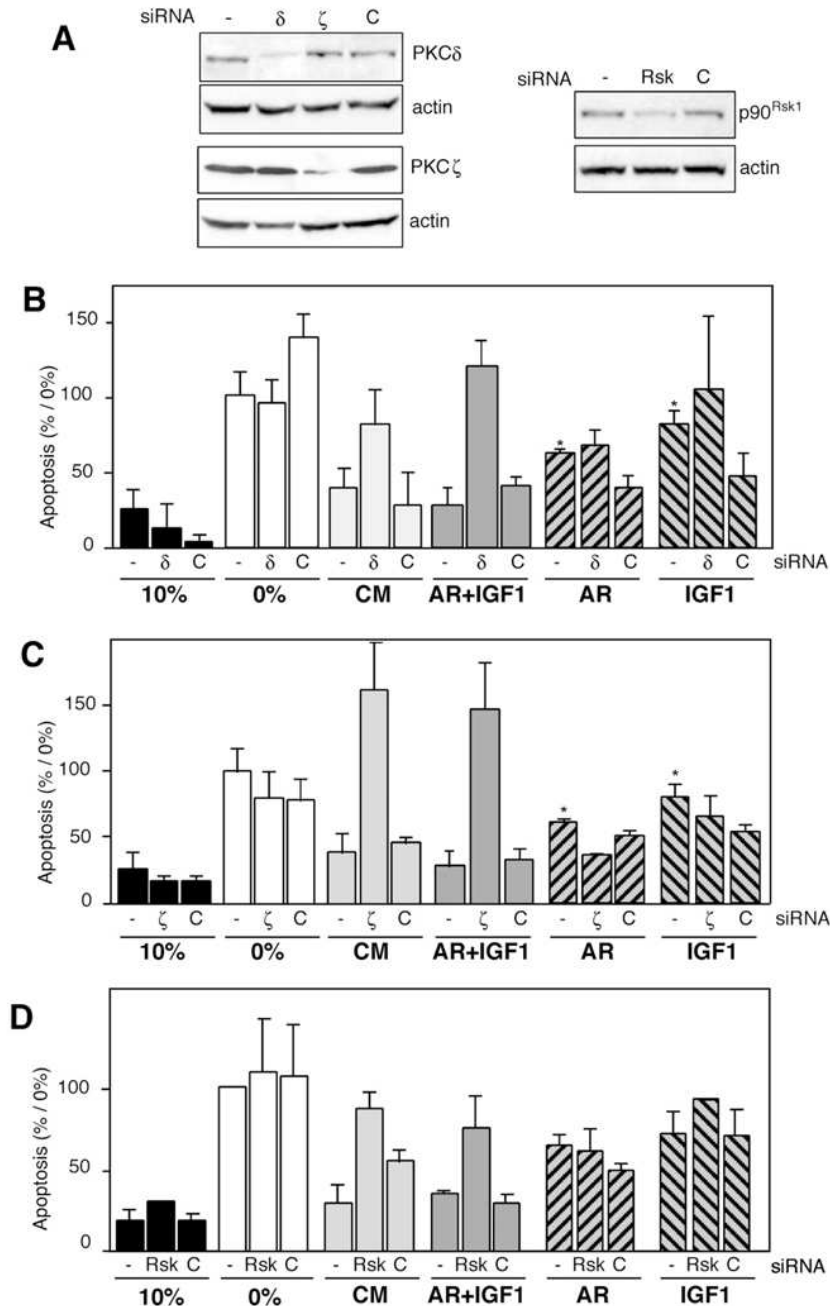 A
siRNA - δ ζ C
PKCδ
actin
PKCζ
actin
siRNA - Rsk C
p90Rsk1
actin
B
Apoptosis (% / 0%)
150
100
50
0
- δ C - δ C - δ C - δ C * - δ C * - δ C siRNA
10% 0% CM AR+IGF1 AR IGF1
C
Apoptosis (% / 0%)
150
100
50
0
- ζ C - ζ C - ζ C - ζ C * - ζ C * - ζ C siRNA
10% 0% CM AR+IGF1 AR IGF1
D
Apoptosis (% / 0%)
100
50
0
- Rsk C - Rsk C - Rsk C - Rsk C - Rsk C - Rsk C siRNA
10% 0% CM AR+IGF1 AR IGF1